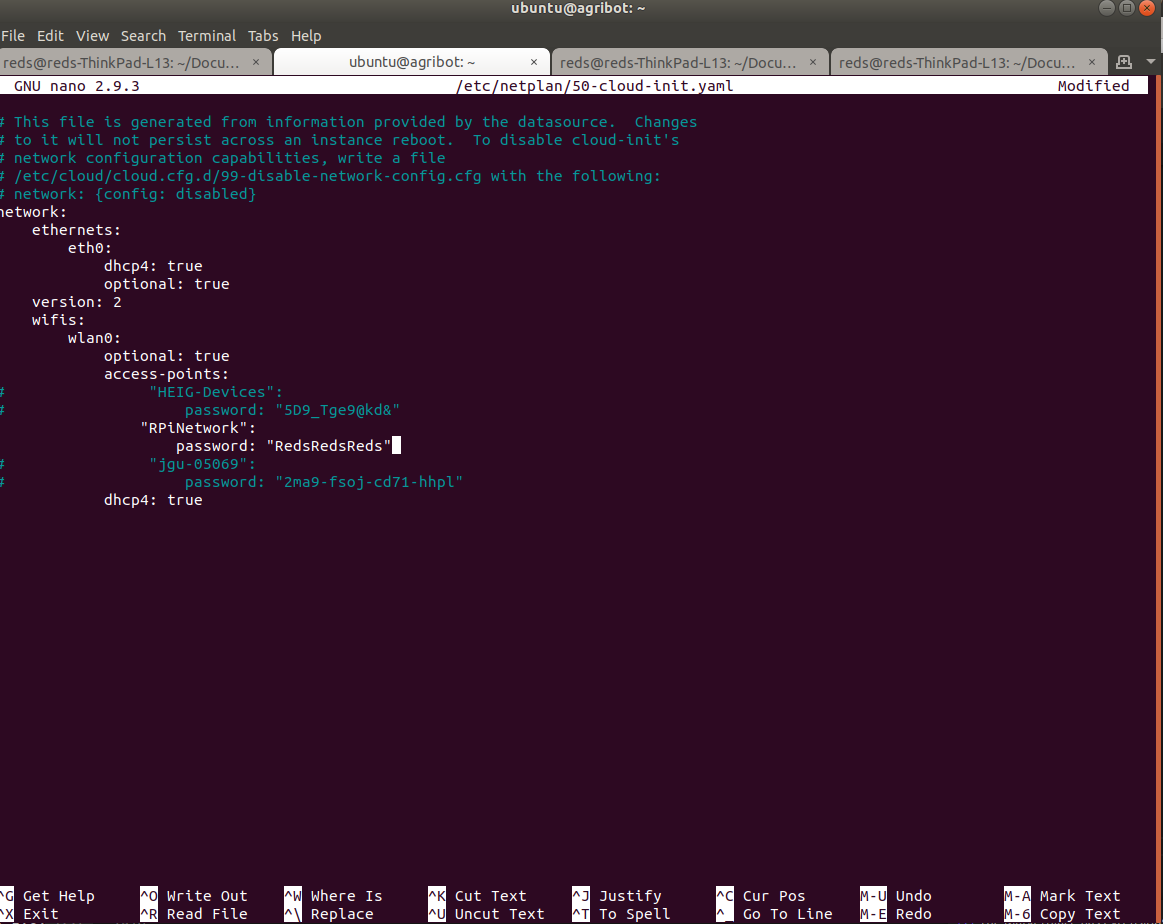 ubuntu@agribot: ~
File Edit View Search Terminal Tabs Help
reds@reds-ThinkPad-L13: ~/Docu... × ubuntu@agribot: ~ × reds@reds-ThinkPad-L13: ~/Docu... × reds@reds-ThinkPad-L13: ~/Docu... ×
GNU nano 2.9.3 /etc/netplan/50-cloud-init.yaml Modified
# This file is generated from information provided by the datasource.  Changes
# to it will not persist across an instance reboot.  To disable cloud-init's
# network configuration capabilities, write a file
# /etc/cloud/cloud.cfg.d/99-disable-network-config.cfg with the following:
# network: {config: disabled}
network:
    ethernets:
        eth0:
            dhcp4: true
            optional: true
    version: 2
    wifis:
        wlan0:
            optional: true
            access-points:
#                "HEIG-Devices":
#                    password: "5D9_Tge9@kd&"
                "RPiNetwork":
                    password: "RedsRedsReds"
#                "jgu-05069":
#                    password: "2ma9-fsoj-cd71-hhpl"
            dhcp4: true
^G Get Help ^O Write Out ^W Where Is ^K Cut Text ^J Justify ^C Cur Pos M-U Undo M-A Mark Text
^X Exit ^R Read File ^\ Replace ^U Uncut Text ^T To Spell ^_ Go To Line M-E Redo M-6 Copy Text